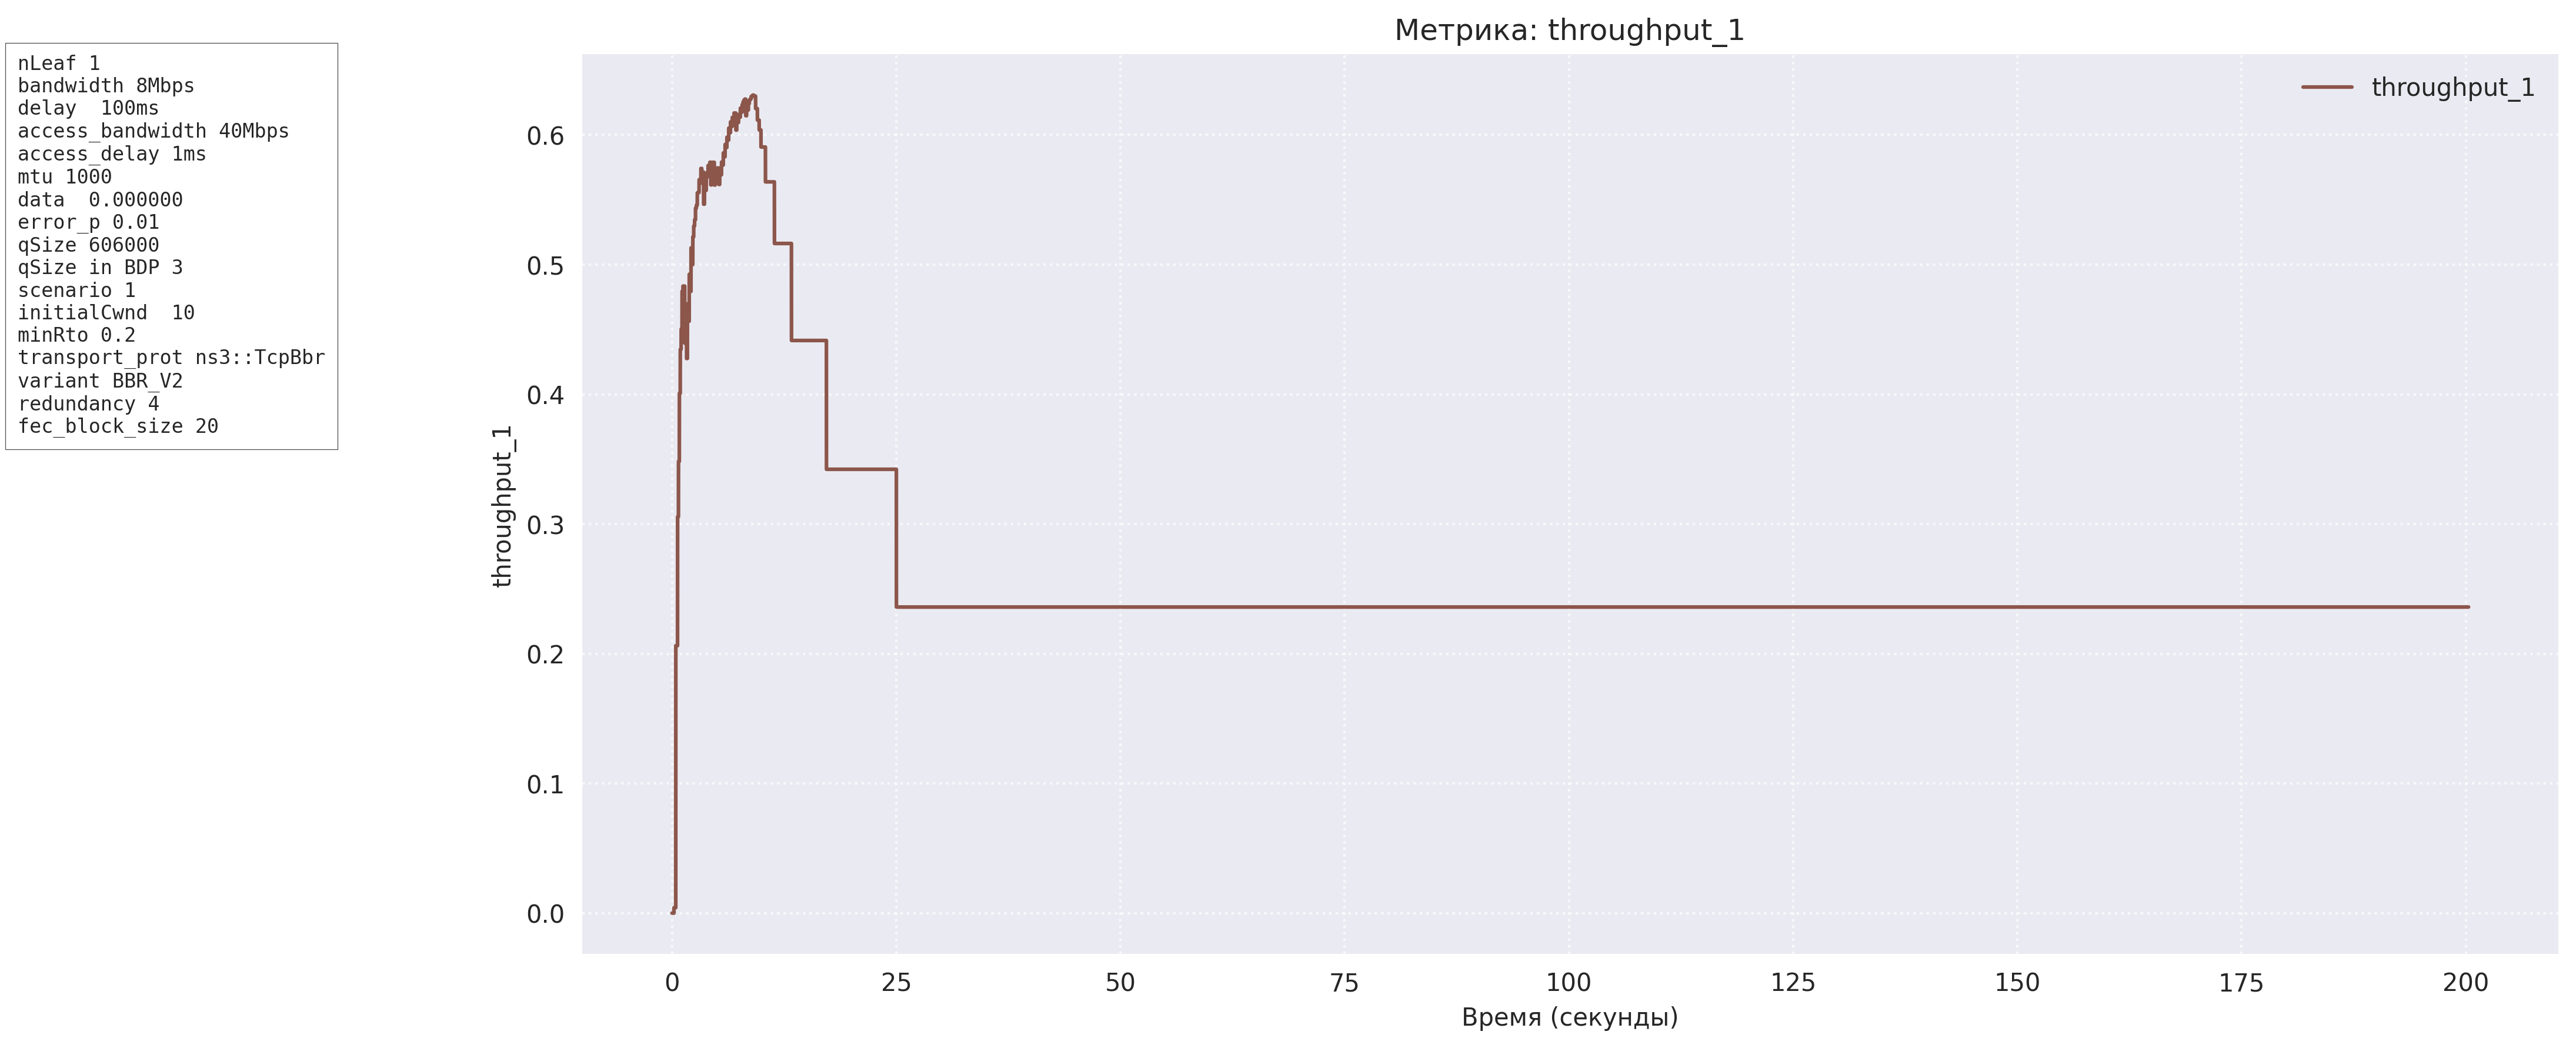 Метрика: throughput_1
nLeaf 1
bandwidth 8Mbps
delay  100ms
access_bandwidth 40Mbps
access_delay 1ms
mtu 1000
data  0.000000
error_p 0.01
qSize 606000
qSize in BDP 3
scenario 1
initialCwnd  10
minRto 0.2
transport_prot ns3::TcpBbr
variant BBR_V2
redundancy 4
fec_block_size 20
throughput_1
throughput_1
0.6
0.5
0.4
0.3
0.2
0.1
0.0
0 25 50 75 100 125 150 175 200
Время (секунды)